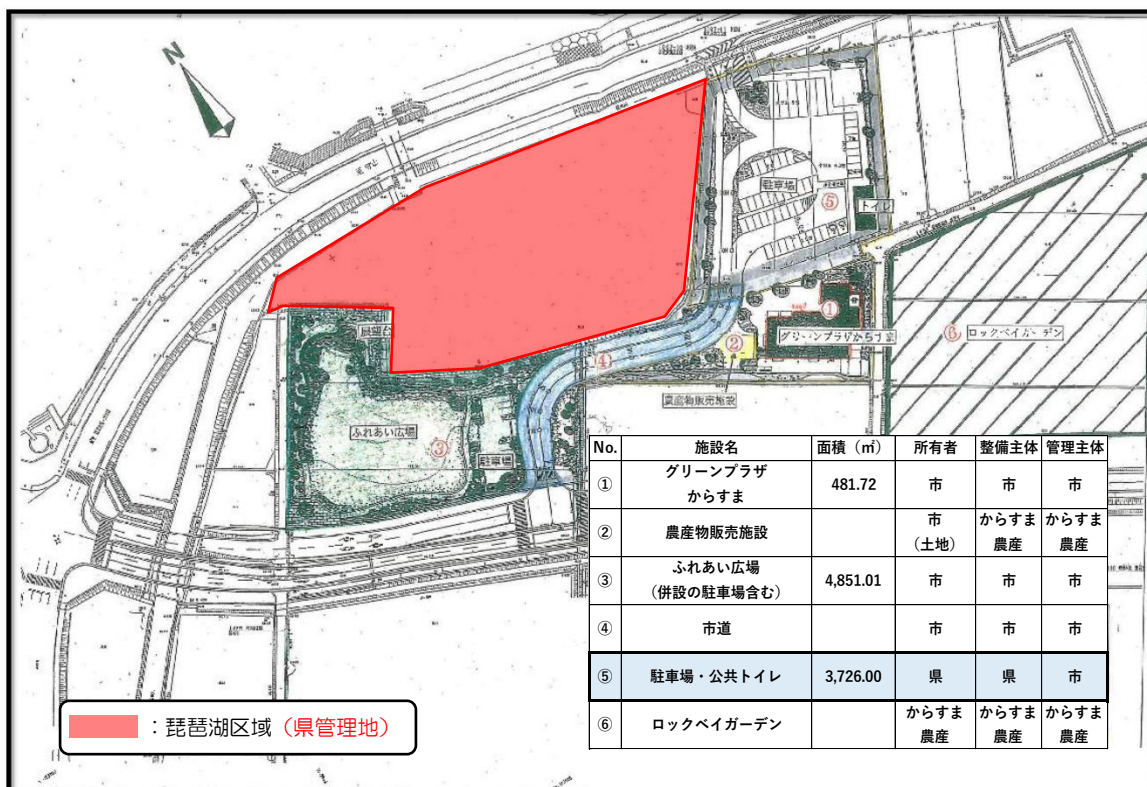 N
駐車場
⑤
トイレ
①
グリーンプラザからすま
②
⑥ ロックベイガーデン
④
農産物販売施設
展望台
ふれあい広場
③
駐車場
No. 施設名 面積(㎡) 所有者 整備主体 管理主体
① グリーンプラザ
からすま 481.72 市 市 市
② 農産物販売施設 市
(土地) からすま
農産 からすま
農産
③ ふれあい広場
(併設の駐車場含む) 4,851.01 市 市 市
④ 市道 市 市 市
⑤ 駐車場・公共トイレ 3,726.00 県 県 市
⑥ ロックベイガーデン からすま
農産 からすま
農産 からすま
農産
:琵琶湖区域(県管理地)